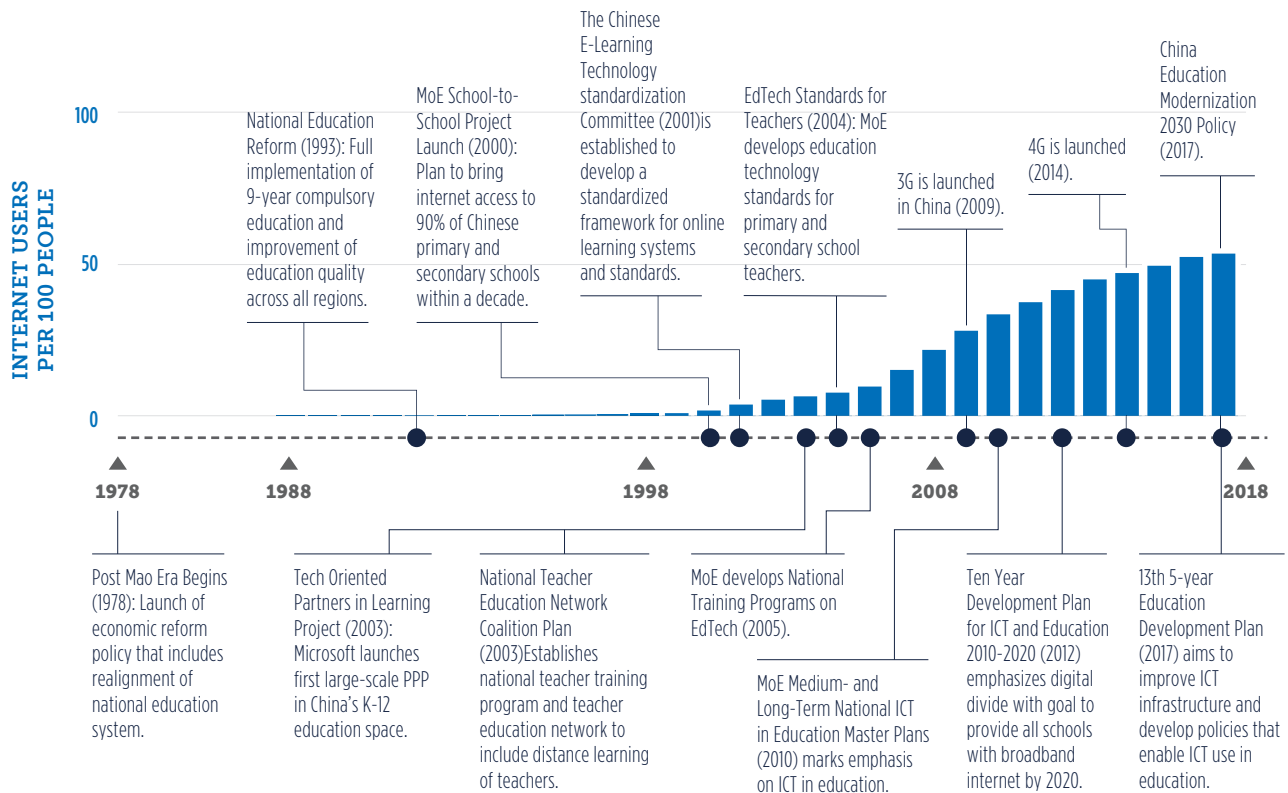 INTERNET USERS
PER 100 PEOPLE
100
50
0
National Education
Reform (1993): Full
implementation of
9-year compulsory
education and
improvement of
education quality
across all regions.
MoE School-to-
School Project
Launch (2000):
Plan to bring
internet access to
90% of Chinese
primary and
secondary schools
within a decade.
The Chinese
E-Learning
Technology
standardization
Committee (2001)is
established to
develop a
standardized
framework for online
learning systems
and standards.
EdTech Standards for
Teachers (2004): MoE
develops education
technology
standards for
primary and
secondary school
teachers.
3G is launched
in China (2009).
4G is launched
(2014).
China
Education
Modernization
2030 Policy
(2017).
1978
1988
1998
2008
2018
Post Mao Era Begins
(1978): Launch of
economic reform
policy that includes
realignment of
national education
system.
Tech Oriented
Partners in Learning
Project (2003):
Microsoft launches
first large-scale PPP
in China's K-12
education space.
National Teacher
Education Network
Coalition Plan
(2003)Establishes
national teacher training
program and teacher
education network to
include distance learning
of teachers.
MoE develops National
Training Programs on
EdTech (2005).
MoE Medium- and
Long-Term National ICT
in Education Master Plans
(2010) marks emphasis
on ICT in education.
Ten Year
Development Plan
for ICT and Education
2010-2020 (2012)
emphasizes digital
divide with goal to
provide all schools
with broadband
internet by 2020.
13th 5-year
Education
Development Plan
(2017) aims to
improve ICT
infrastructure and
develop policies that
enable ICT use in
education.